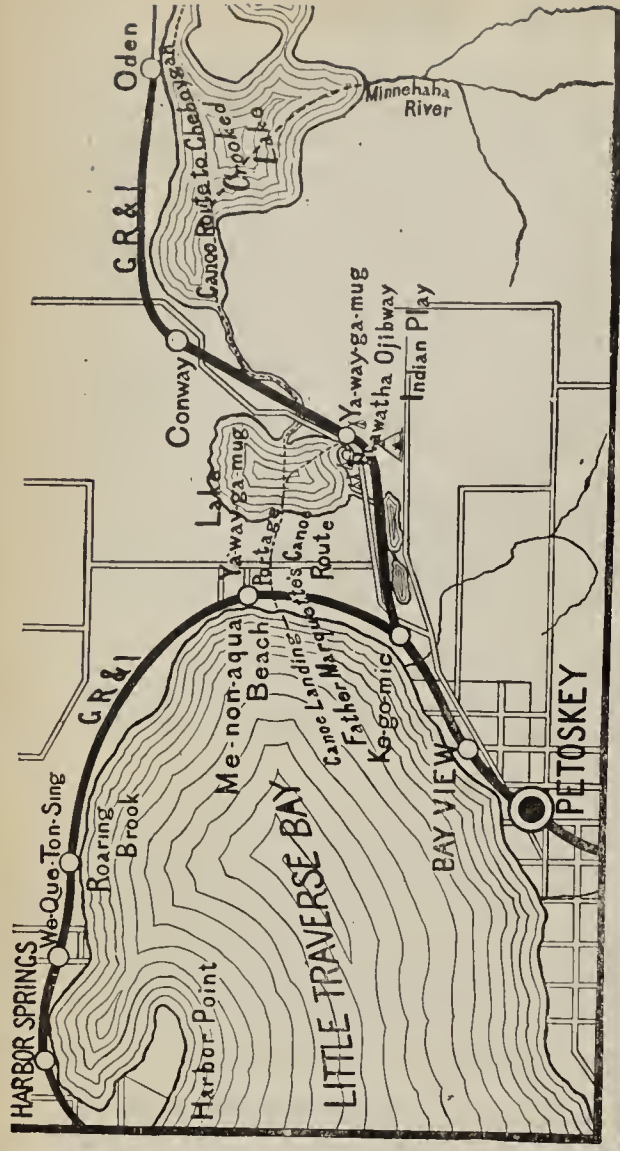 HARBOR SPRINGS
We-Que-Ton-Sing
Roaring
Brook
Harbor Point
LITTLE TRAVERSE BAY
G R & I
Me-non-aqua
Beach
Canoe Landing
Father Marquette's Canoe
Route
Portage
Lake
Ya-way-ga-mug
Ke-go-mic
BAY VIEW
PETOSKEY
Conway
G R & I
Oden
Canoe Route to Cheboygan
Crooked
Lake
Minnehaha
River
Ya-way-ga-mug
Hiawatha Ojibway
Indian Play